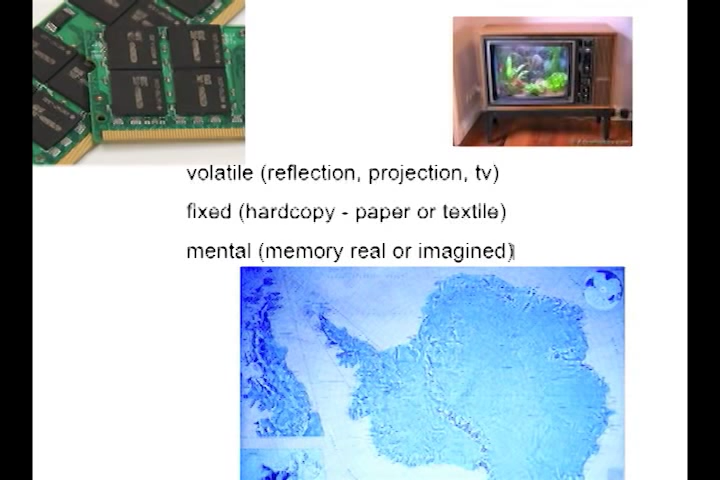 volatile (reflection, projection, tv)
fixed (hardcopy - paper or textile)
mental (memory real or imagined)